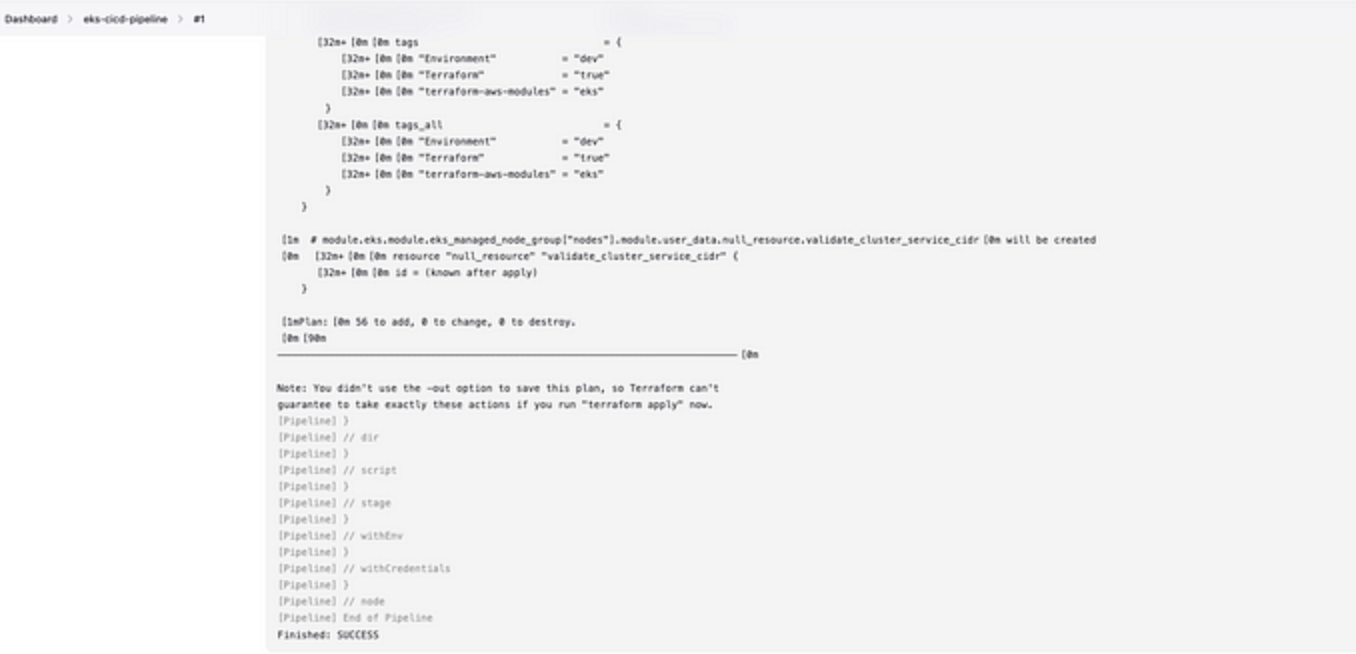 Dashboard > eks-cicd-pipeline > #1
[32m+ [0m [0m tags = {
[32m+ [0m [0m "Environment" = "dev"
[32m+ [0m [0m "Terraform" = "true"
[32m+ [0m [0m "terraform-aws-modules" = "eks"
}
[32m+ [0m [0m tags_all = {
[32m+ [0m [0m "Environment" = "dev"
[32m+ [0m [0m "Terraform" = "true"
[32m+ [0m [0m "terraform-aws-modules" = "eks"
}
}
[1m # module.eks.module.eks_managed_node_group["nodes"].module.user_data.null_resource.validate_cluster_service_cidr [0m will be created
[0m [32m+ [0m [0m resource "null_resource" "validate_cluster_service_cidr" {
[32m+ [0m [0m id = (known after apply)
}
[1mPlan: [0m 56 to add, 0 to change, 0 to destroy.
[0m [90m
[0m
Note: You didn't use the -out option to save this plan, so Terraform can't
guarantee to take exactly these actions if you run "terraform apply" now.
[Pipeline] }
[Pipeline] // dir
[Pipeline] }
[Pipeline] // script
[Pipeline] }
[Pipeline] // stage
[Pipeline] }
[Pipeline] // withEnv
[Pipeline] }
[Pipeline] // withCredentials
[Pipeline] }
[Pipeline] // node
[Pipeline] End of Pipeline
Finished: SUCCESS